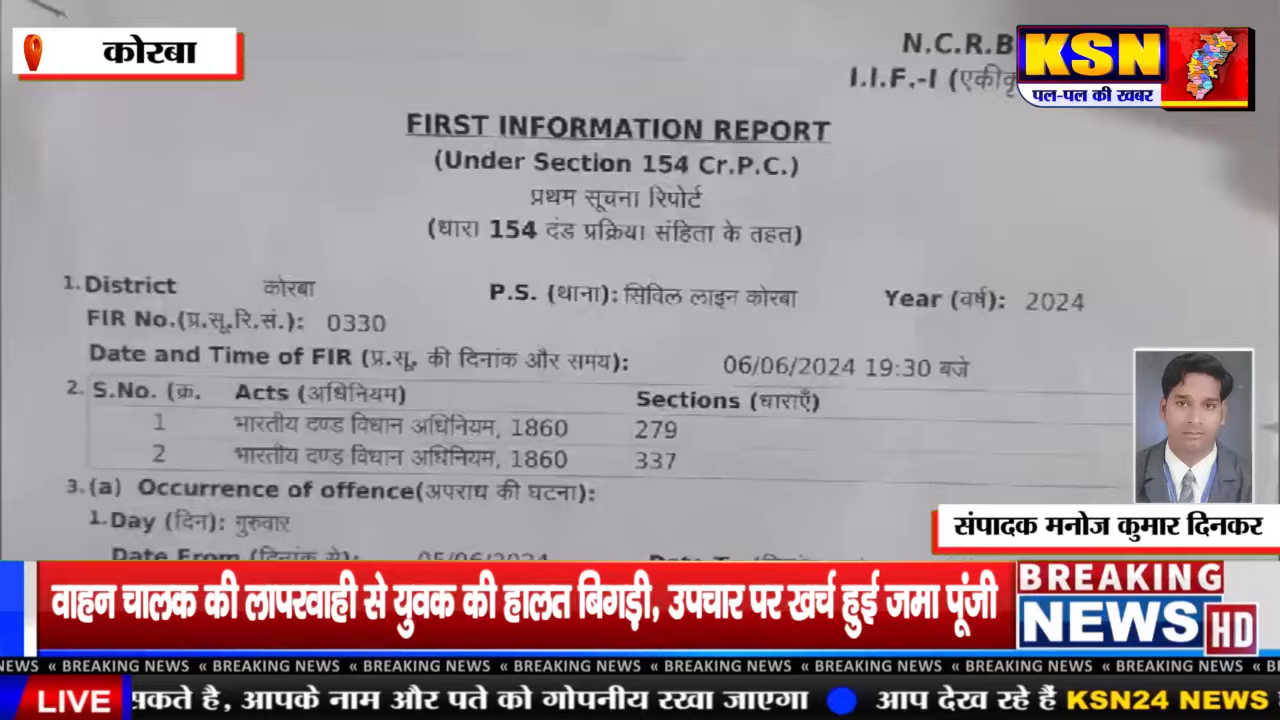 कोरबा
N.C.R.B
I.I.F.-I (एकीकृ
KSN
पल-पल की खबर
FIRST INFORMATION REPORT
(Under Section 154 Cr.P.C.)
प्रथम सूचना रिपोर्ट
(धारा 154 दंड प्रक्रिया संहिता के तहत)
1. District कोरबा P.S. (थाना): सिविल लाइन कोरबा Year (वर्ष): 2024
FIR No.(प्र.सू.रि.सं.): 0330
Date and Time of FIR (प्र.सू. की दिनांक और समय): 06/06/2024 19:30 बजे
2. S.No. (क्र. Acts (अधिनियम) Sections (धाराएँ)
1 भारतीय दण्ड विधान अधिनियम, 1860 279
2 भारतीय दण्ड विधान अधिनियम, 1860 337
3.(a) Occurrence of offence(अपराध की घटना):
1. Day (दिन): गुरुवार
Date From (दिनांक से): 05/06/2024
संपादक मनोज कुमार दिनकर
वाहन चालक की लापरवाही से युवक की हालत बिगड़ी, उपचार पर खर्च हुई जमा पूंजी
BREAKING
NEWS HD
NEWS « BREAKING NEWS « BREAKING NEWS « BREAKING NEWS « BREAKING NEWS « BREAKING NEWS « BREAKING NEWS « BREAKING NEWS « B
LIVE सकते है, आपके नाम और पते को गोपनीय रखा जाएगा आप देख रहे हैं KSN24 NEWS